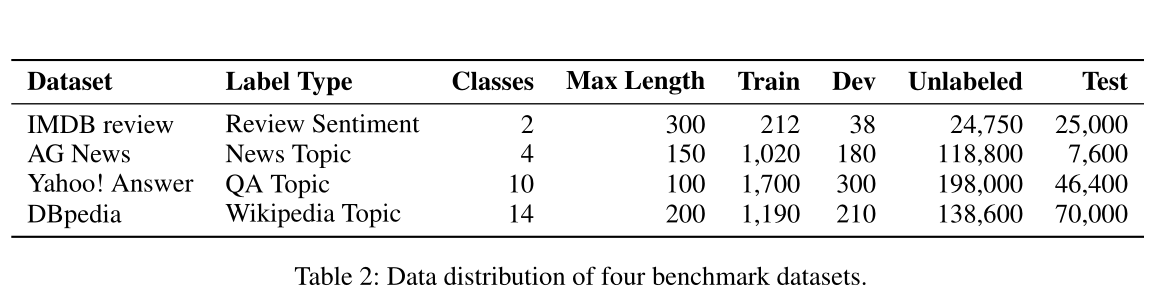 Dataset Label Type Classes Max Length Train Dev Unlabeled Test
IMDB review Review Sentiment 2 300 212 38 24,750 25,000
AG News News Topic 4 150 1,020 180 118,800 7,600
Yahoo! Answer QA Topic 10 100 1,700 300 198,000 46,400
DBpedia Wikipedia Topic 14 200 1,190 210 138,600 70,000
Table 2: Data distribution of four benchmark datasets.